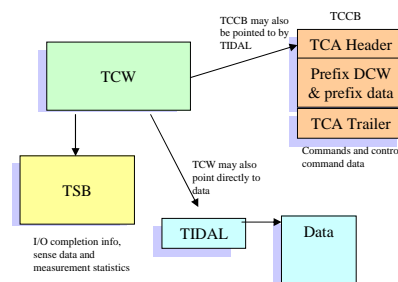 TCCB may also
be pointed to by
TIDAL
TCCB
TCW
TCA Header
Prefix DCW
& prefix data
TCA Trailer
Commands and control
command data
TCW may also
point directly to
data
TSB
I/O completion info,
sense data and
measurement statistics
TIDAL
Data